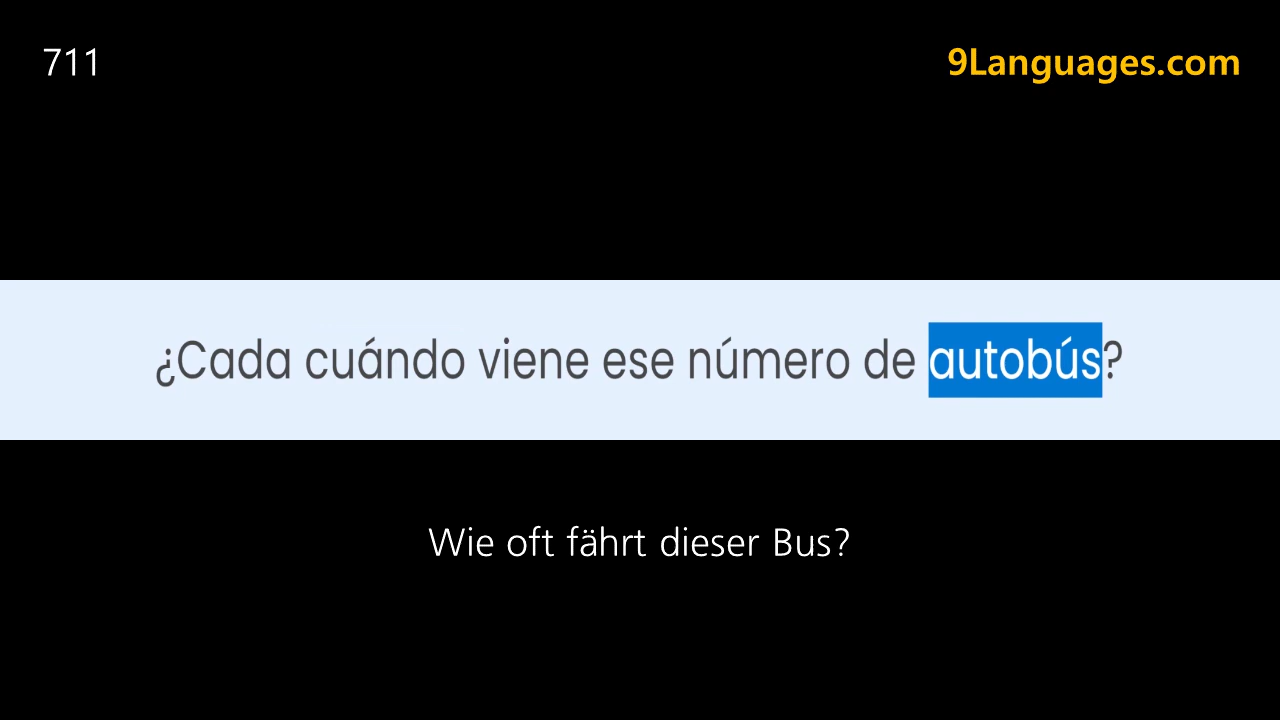 711
9Languages.com
¿Cada cuándo viene ese número de autobús?
Wie oft fährt dieser Bus?